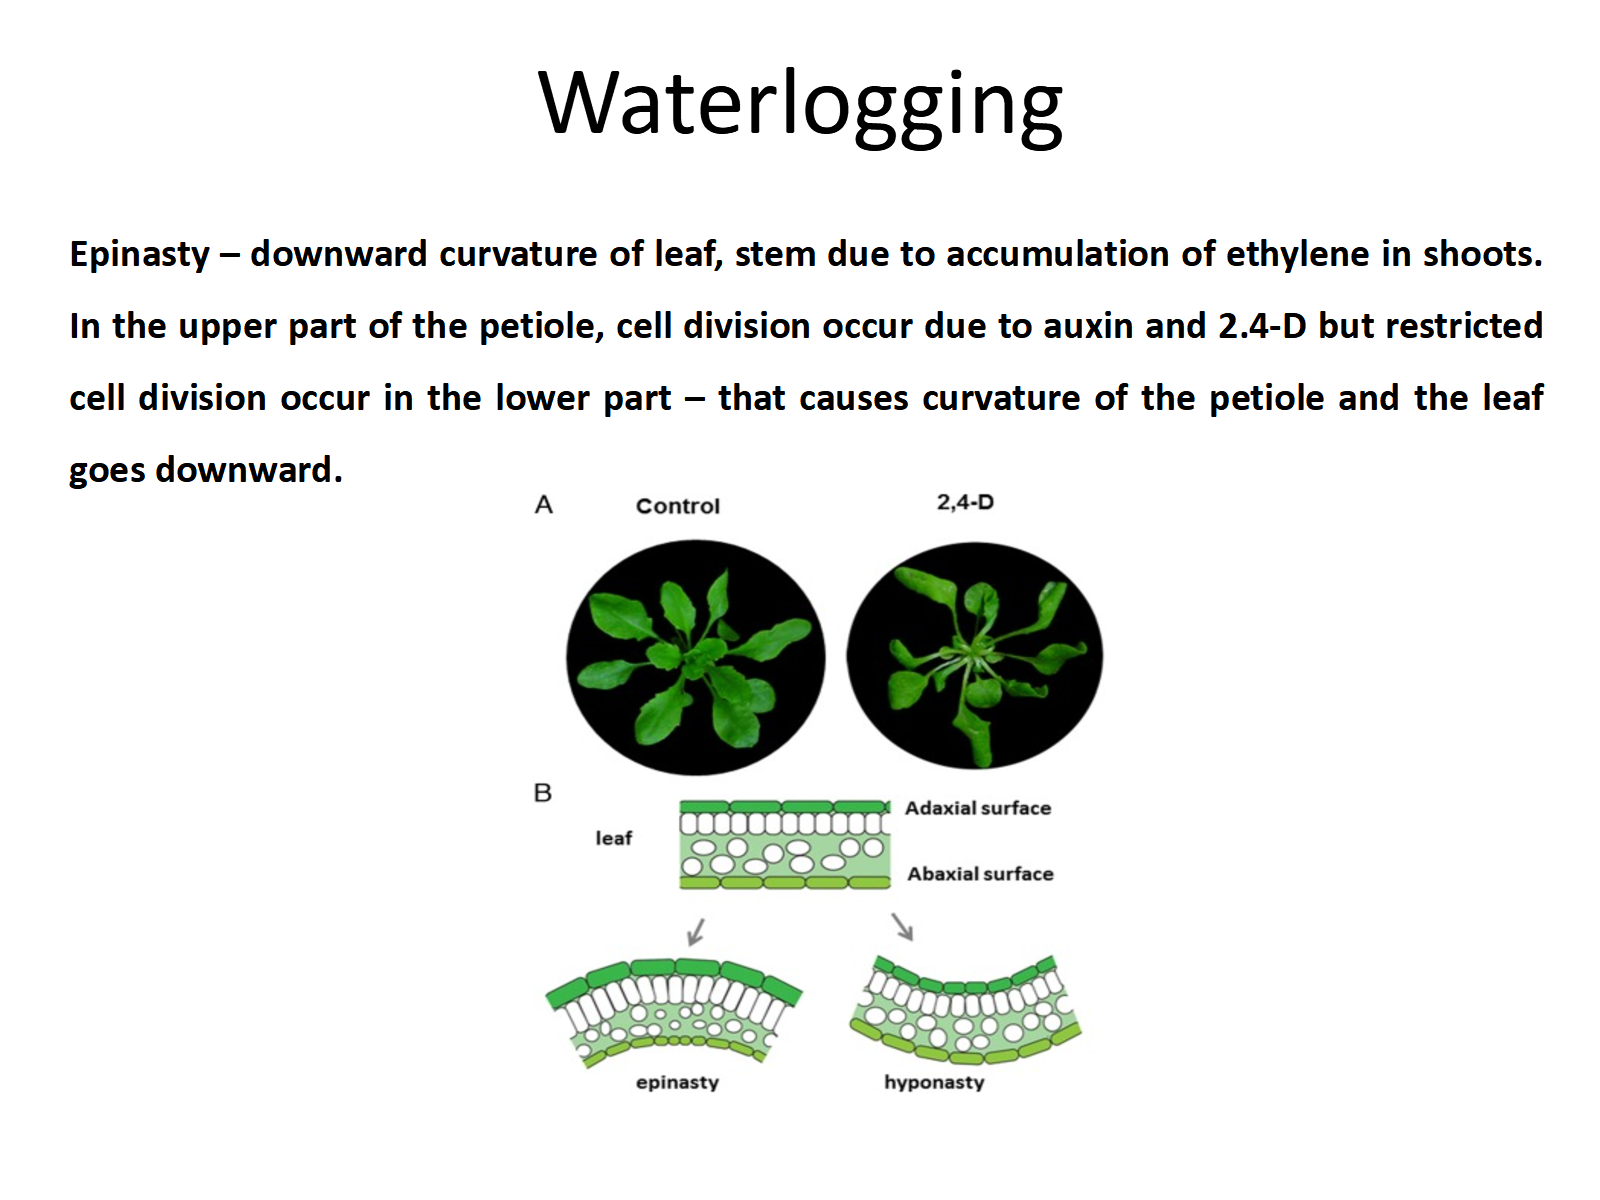 Waterlogging
Epinasty – downward curvature of leaf, stem due to accumulation of ethylene in shoots.
In the upper part of the petiole, cell division occur due to auxin and 2.4-D but restricted
cell division occur in the lower part – that causes curvature of the petiole and the leaf
goes downward.
A Control 2,4-D
B
Adaxial surface
leaf
Abaxial surface
epinasty hyponasty